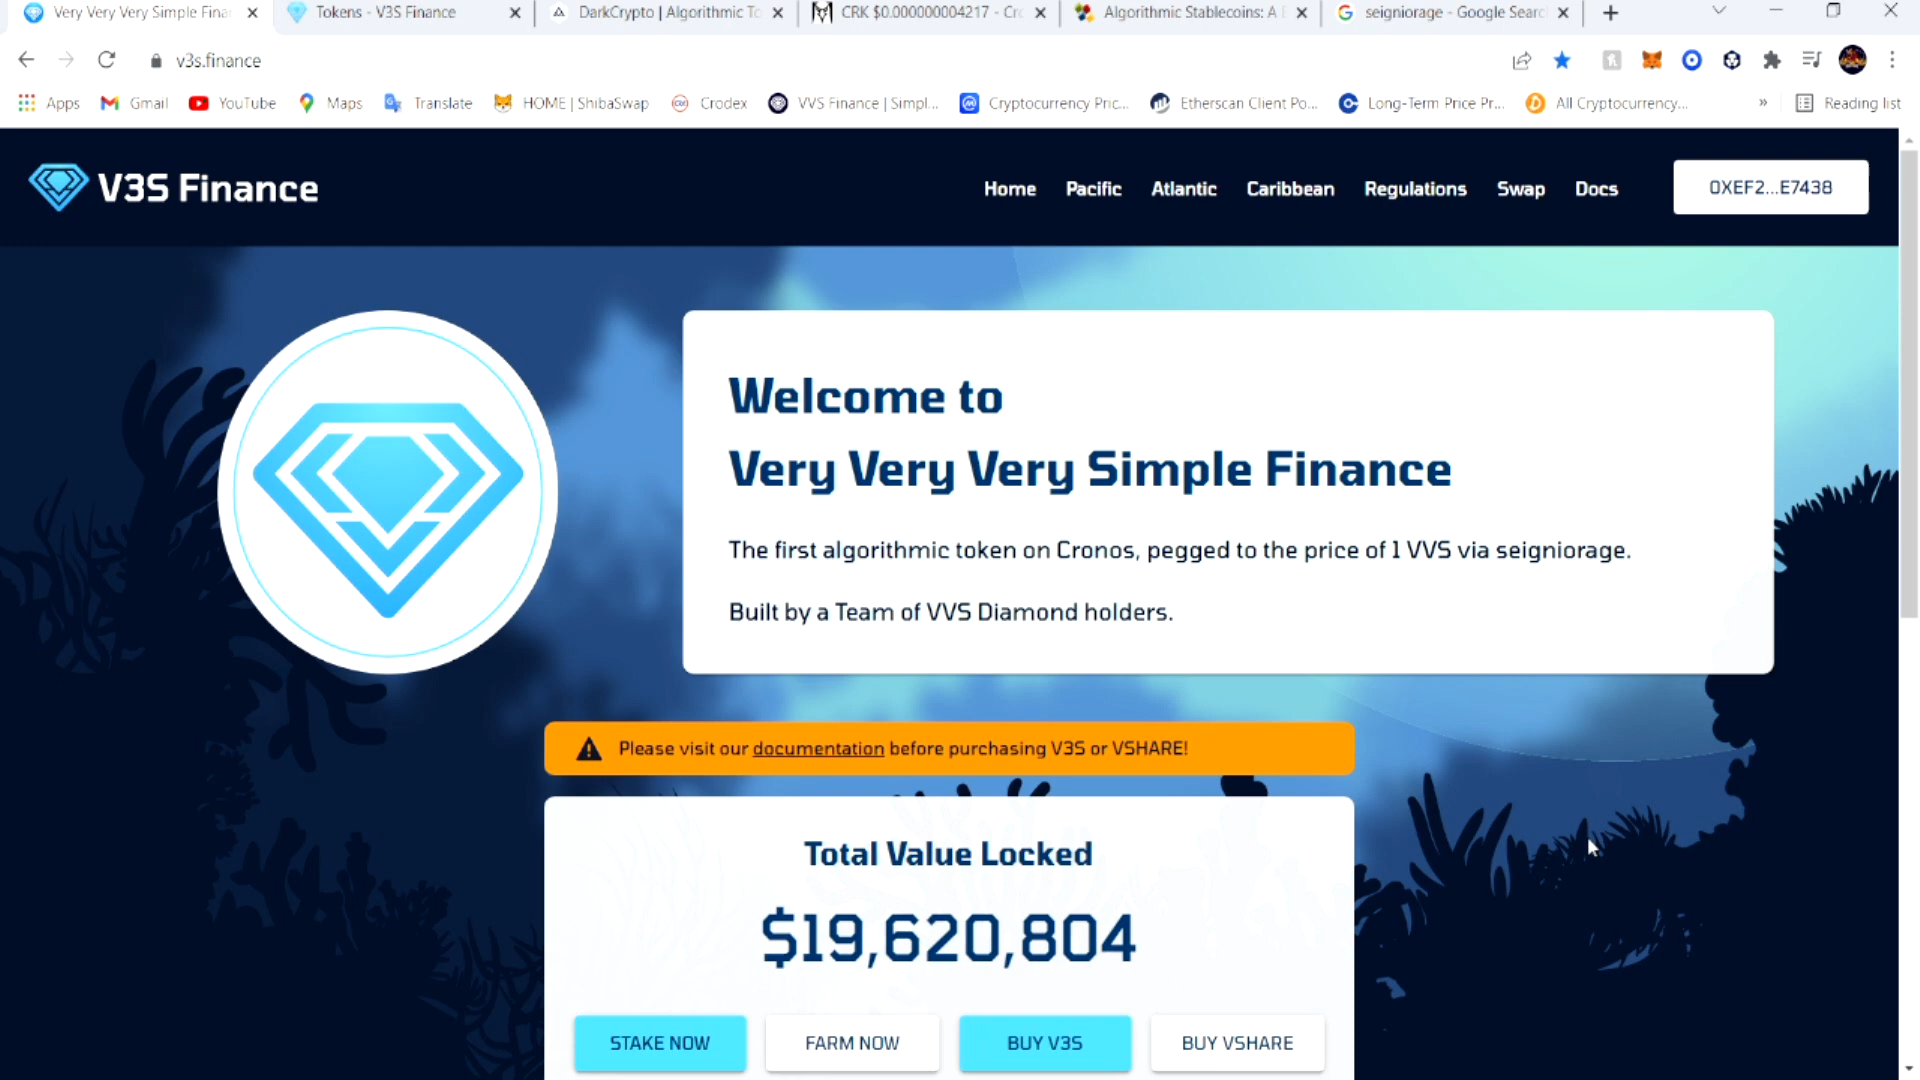 Very Very Very Simple Fina
Tokens - V3S Finance
DarkCrypto | Algorithmic To
CRK $0.000000004217 - Cro
Algorithmic Stablecoins: A
seigniorage - Google Searc
v3s.finance
Apps
Gmail
YouTube
Maps
Translate
HOME | ShibaSwap
Crodex
VVS Finance | Simpl...
Cryptocurrency Pric...
Etherscan Client Po...
Long-Term Price Pr...
All Cryptocurrency...
»
Reading list
V3S Finance
Home
Pacific
Atlantic
Caribbean
Regulations
Swap
Docs
0XEF2...E7438
Welcome to
Very Very Very Simple Finance
The first algorithmic token on Cronos, pegged to the price of 1 VVS via seigniorage.
Built by a Team of VVS Diamond holders.
Please visit our documentation before purchasing V3S or VSHARE!
Total Value Locked
$19,620,804
STAKE NOW
FARM NOW
BUY V3S
BUY VSHARE